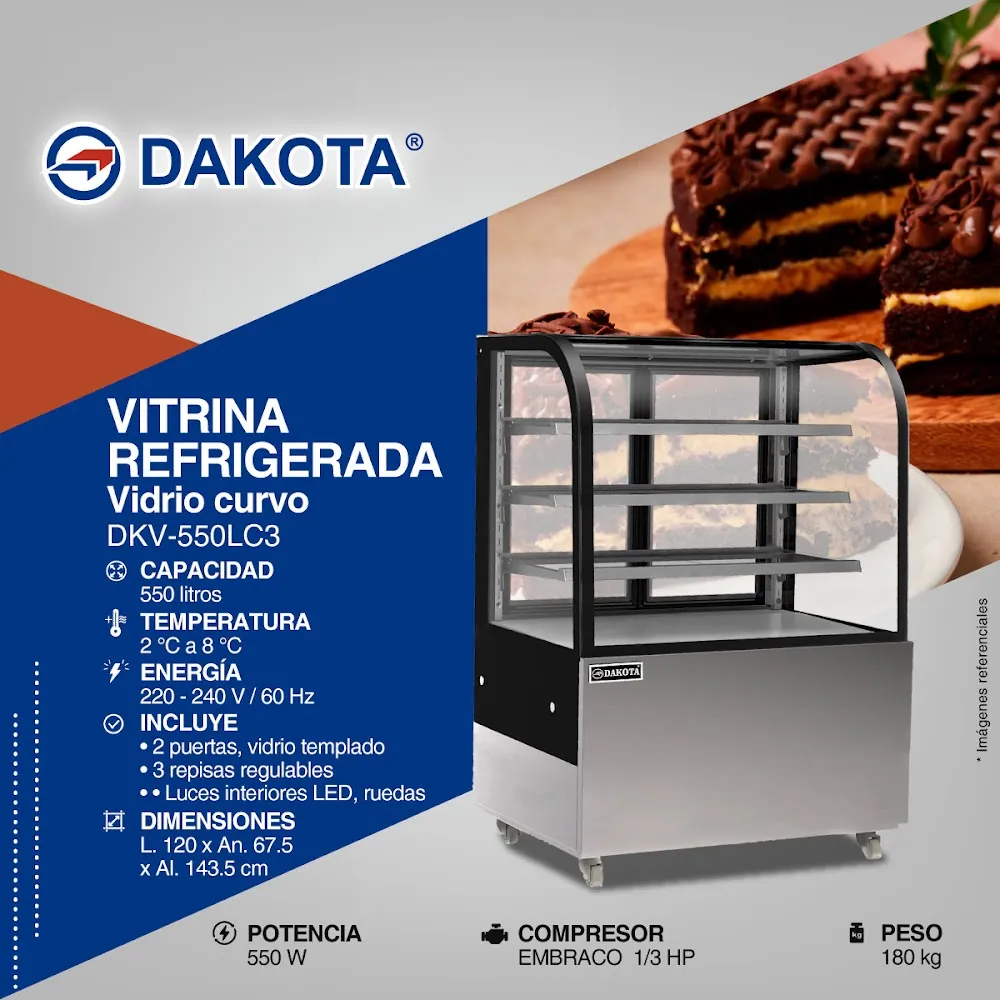 DAKOTA®
VITRINA
REFRIGERADA
Vidrio curvo
DKV-550LC3
CAPACIDAD
550 litros
TEMPERATURA
2 °C a 8 °C
ENERGÍA
220 - 240 V / 60 Hz
INCLUYE
• 2 puertas, vidrio templado
• 3 repisas regulables
• • Luces interiores LED, ruedas
DIMENSIONES
L. 120 x An. 67.5
x Al. 143.5 cm
DAKOTA
* Imágenes referenciales
POTENCIA
550 W
COMPRESOR
EMBRACO 1/3 HP
kg
PESO
180 kg